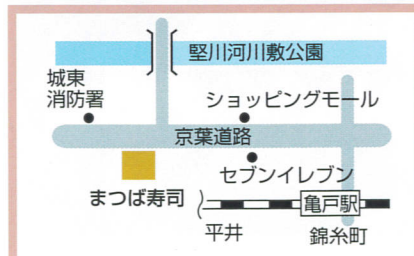 竪川河川敷公園
城東
消防署
ショッピングモール
京葉道路
セブンイレブン
まつば寿司
亀戸駅
平井
錦糸町